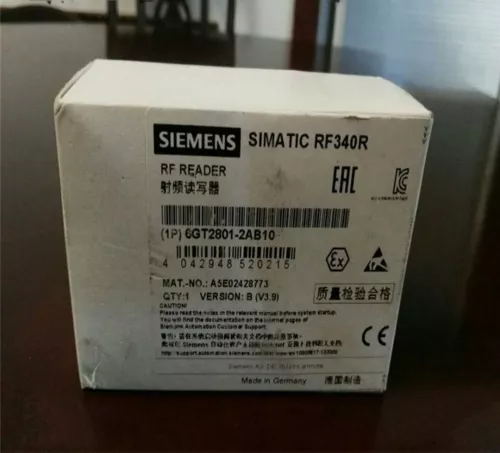 SIEMENS SIMATIC RF340R
RF READER
射频读写器
EAC
(1P) 6GT2801-2AB10
4 042948 520215
εx
MAT.-NO.: A5E02428773
QTY:1 VERSION: B (V3.9)
质量检验合格
CAUTION!
Please read the notes in the relevant manual before system startup.
You will find the documentation on the internet pages of
Siemens Automation Customer Support.
CE
Made in Germany 德国制造